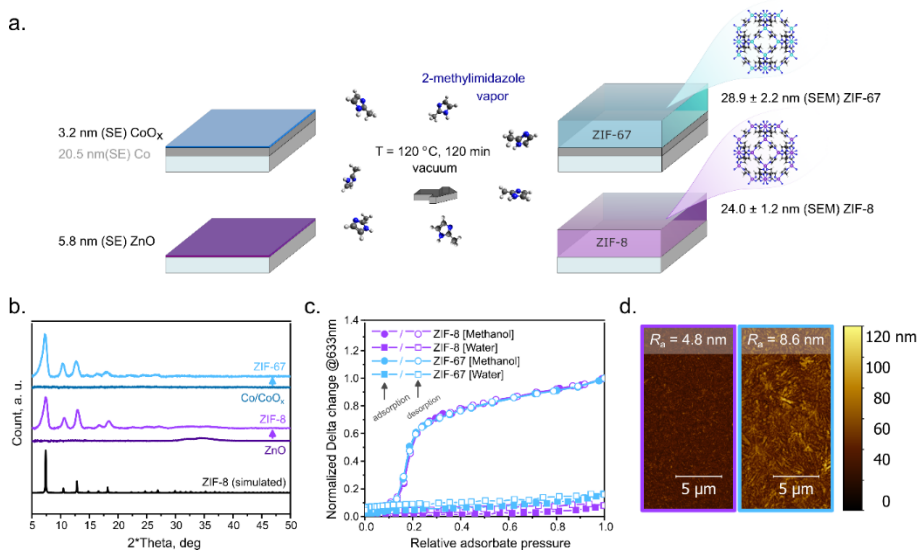 a.
2-methylimidazole
vapor
3.2 nm (SE) CoOₓ
20.5 nm(SE) Co
T = 120 °C, 120 min
vacuum
ZIF-67
28.9 ± 2.2 nm (SEM) ZIF-67
5.8 nm (SE) ZnO
ZIF-8
24.0 ± 1.2 nm (SEM) ZIF-8
b.
Count, a. u.
ZIF-67
Co/CoOₓ
ZIF-8
ZnO
ZIF-8 (simulated)
5 10 15 20 25 30 35 40 45 50
2*Theta, deg
c.
Normalized Delta change @633nm
1.4
1.2
1.0
0.8
0.6
0.4
0.2
0.0
/ ZIF-8 [Methanol]
/ ZIF-8 [Water]
/ ZIF-67 [Methanol]
/ ZIF-67 [Water]
adsorption
desorption
0.0 0.2 0.4 0.6 0.8 1.0
Relative adsorbate pressure
d.
Rₐ = 4.8 nm
Rₐ = 8.6 nm
5 µm
5 µm
120 nm
100
80
60
40
20
0